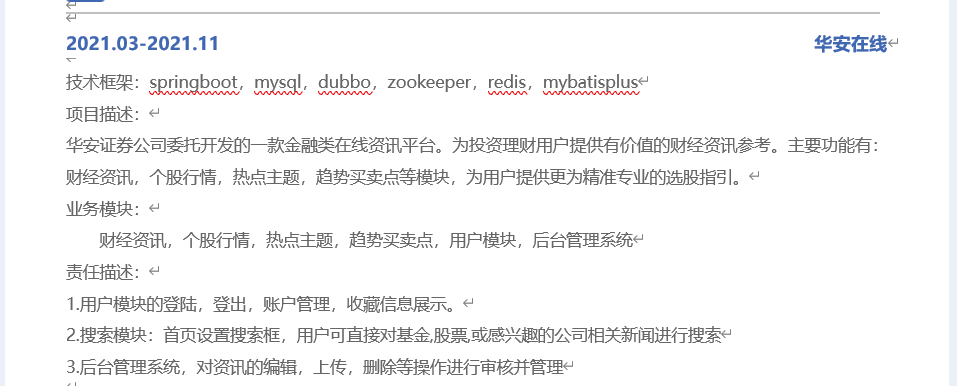 2021.03-2021.11 华安在线
技术框架：springboot，mysql，dubbo，zookeeper，redis，mybatisplus
项目描述：
华安证券公司委托开发的一款金融类在线资讯平台。为投资理财用户提供有价值的财经资讯参考。主要功能有：
财经资讯，个股行情，热点主题，趋势买卖点等模块，为用户提供更为精准专业的选股指引。
业务模块：
财经资讯，个股行情，热点主题，趋势买卖点，用户模块，后台管理系统
责任描述：
1.用户模块的登陆，登出，账户管理，收藏信息展示。
2.搜索模块：首页设置搜索框，用户可直接对基金,股票,或感兴趣的公司相关新闻进行搜索
3.后台管理系统，对资讯的编辑，上传，删除等操作进行审核并管理